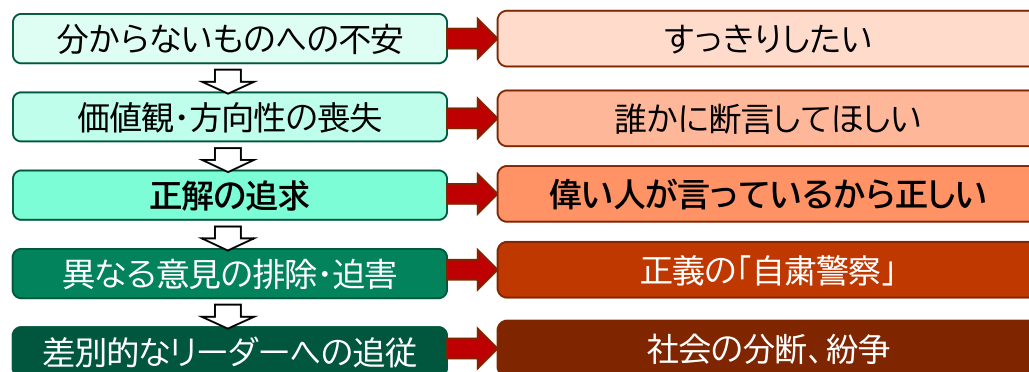 分からないものへの不安
すっきりしたい
価値観・方向性の喪失
誰かに断言してほしい
正解の追求
偉い人が言っているから正しい
異なる意見の排除・迫害
正義の「自粛警察」
差別的なリーダーへの追従
社会の分断、紛争